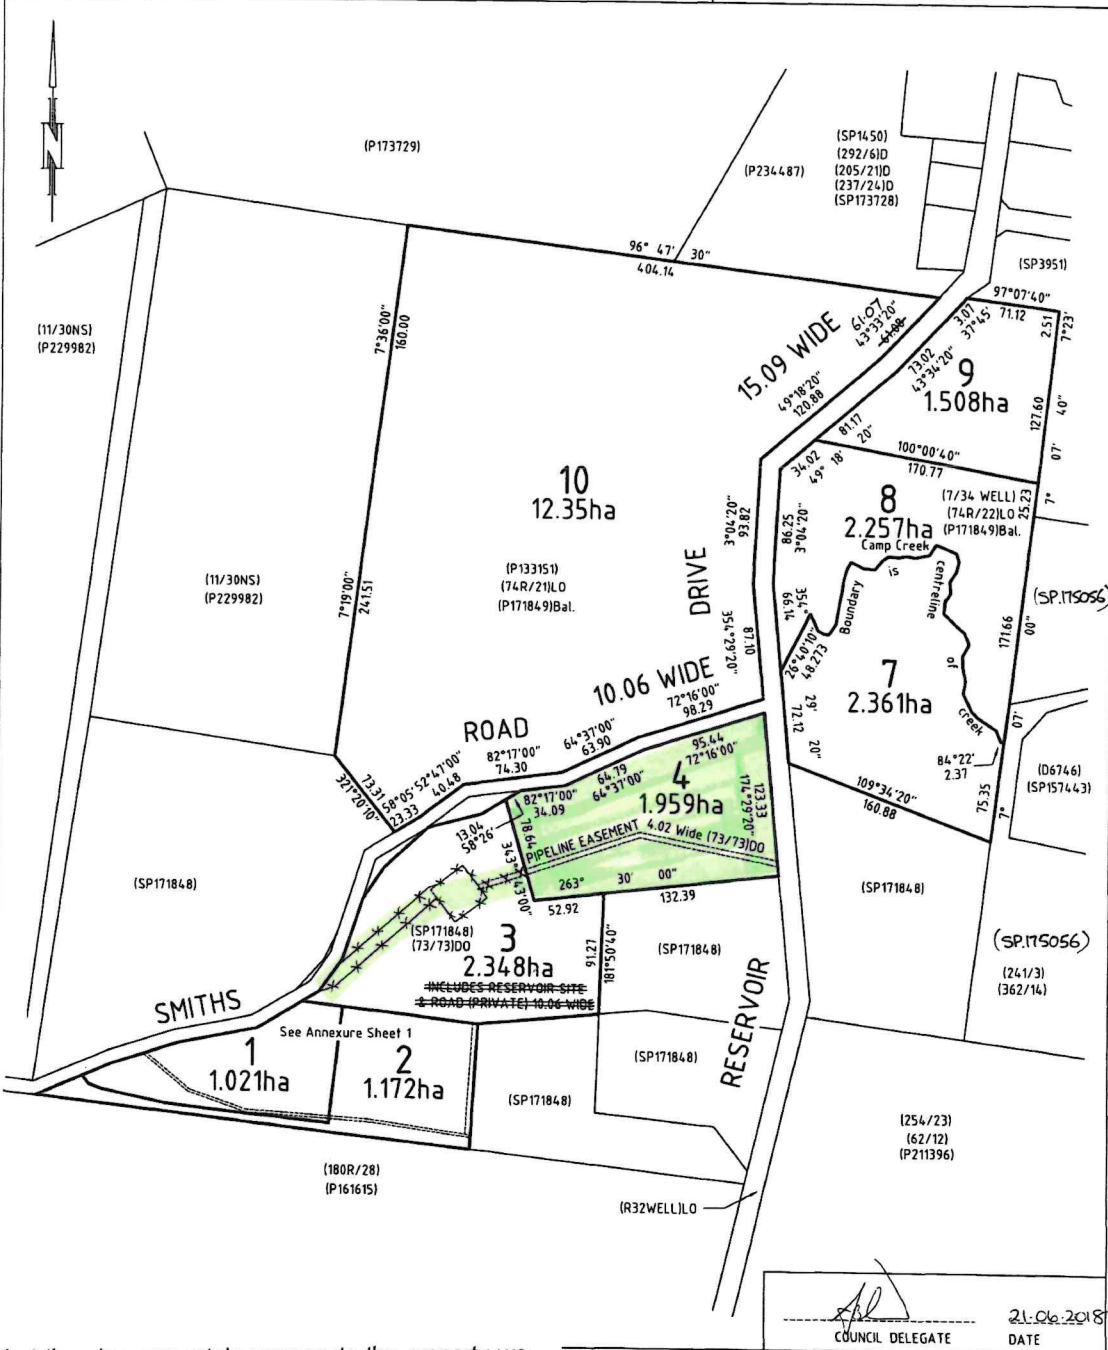 N
(P173729)
(P234487)
(SP1450)
(292/6)D
(205/21)D
(237/24)D
(SP173728)
(SP3951)
96° 47' 30"
404.14
97°07'40"
71.12
2.51
7°23'
3.07
37°45'
61.07
43°33'20"
61.08
15.09 WIDE
73.02
43°34'20"
9
1.508ha
127.60
07' 40"
(11/30NS)
(P229982)
7°36'00"
160.00
49°18'20"
120.88
81.17
20"
34.02
49° 18'
100°00'40"
170.77
10
12.35ha
8
2.257ha
(7/34 WELL)
(74R/22)LO
(P171849)Bal.
25.23
7°
3°04'20"
93.82
86.25
3°04'20"
Camp Creek
is
centreline
Boundary
of
creek
(SP.175056)
(11/30NS)
(P229982)
7°19'00"
241.51
(P133151)
(74R/21)LO
(P171849)Bal.
DRIVE
354°29'20"
87.10
354°
66.14
26°40'10"
48.273
171.66
00"
7
2.361ha
29' 20"
72.12
07'
84°22'
2.37
75.35
7°
109°34'20"
160.88
(D6746)
(SP157443)
10.06 WIDE
72°16'00"
98.29
ROAD
64°37'00"
63.90
82°17'00"
74.30
58°05'52°47'00"
23.33 40.48
73.31
321°20'10"
95.44
72°16'00"
64.79
64°37'00"
4
1.959ha
123.33
174°29'20"
82°17'00"
34.09
13.04
58°26'
78.64
343°43'00"
PIPELINE EASEMENT 4.02 Wide (73/73)DO
263° 30' 00"
52.92
132.39
(SP171848)
(SP171848)
(SP171848)
(73/73)DO
3
2.348ha
INCLUDES RESERVOIR SITE
& ROAD (PRIVATE) 10.06 WIDE
91.27
181°50'40"
(SP171848)
(SP.175056)
(241/3)
(362/14)
SMITHS
See Annexure Sheet 1
1
1.021ha
2
1.172ha
(SP171848)
(SP171848)
RESERVOIR
(254/23)
(62/12)
(P211396)
(180R/28)
(P161615)
(R32WELL)LO
21-06-2018
COUNCIL DELEGATE
DATE